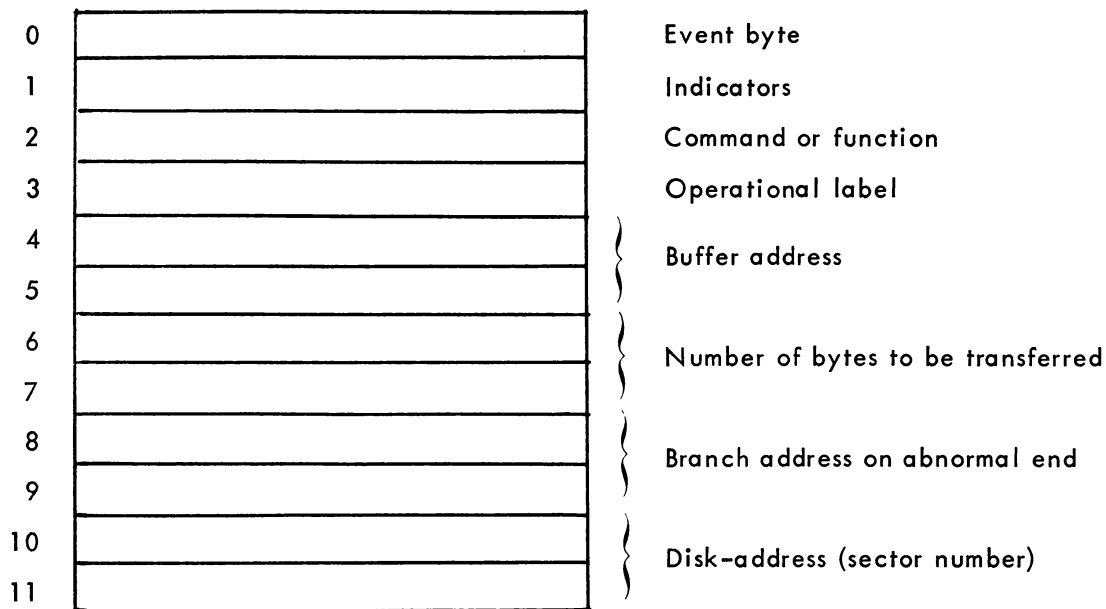 0 Event byte
1 Indicators
2 Command or function
3 Operational label
4
Buffer address
5
6
Number of bytes to be transferred
7
8
Branch address on abnormal end
9
10
Disk-address (sector number)
11